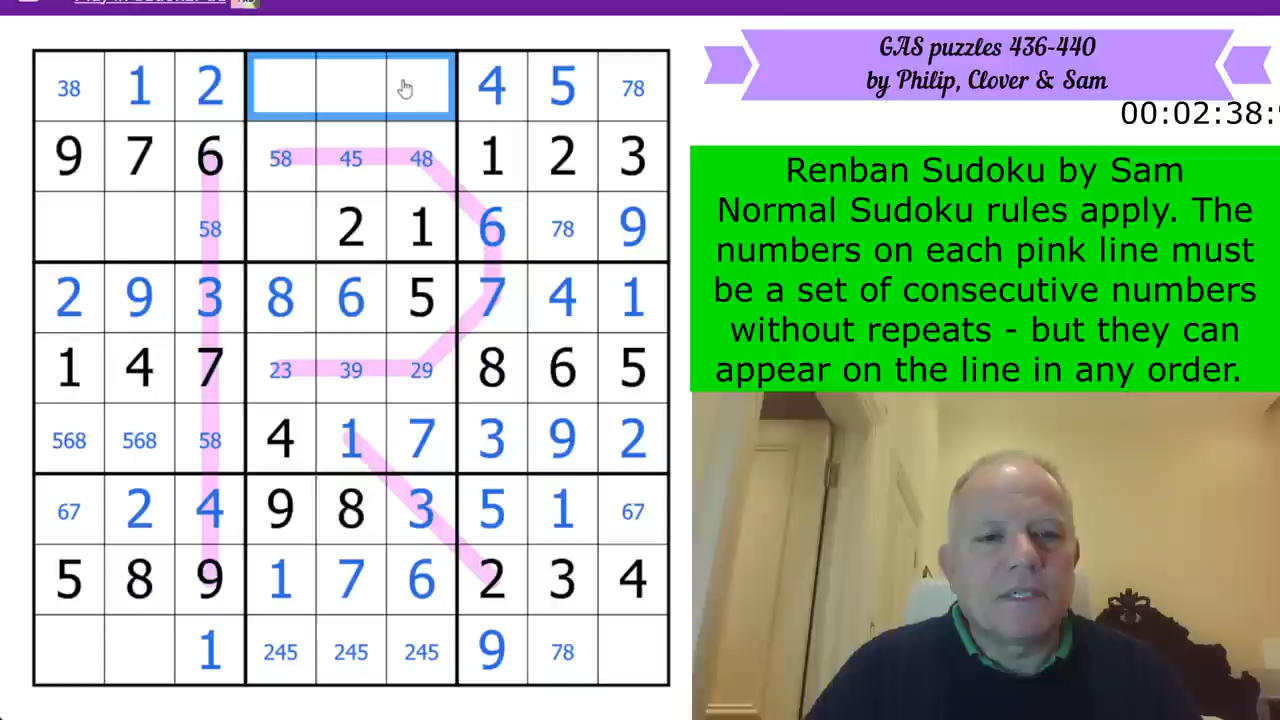 GAS puzzles 436-440
by Philip, Clover & Sam
00:02:38:
Renban Sudoku by Sam
Normal Sudoku rules apply. The
numbers on each pink line must
be a set of consecutive numbers
without repeats - but they can
appear on the line in any order.
38 1 2 4 5 78
9 7 6 58 45 48 1 2 3
58 2 1 6 78 9
2 9 3 8 6 5 7 4 1
1 4 7 23 39 29 8 6 5
568 568 58 4 1 7 3 9 2
67 2 4 9 8 3 5 1 67
5 8 9 1 7 6 2 3 4
1 245 245 245 9 78